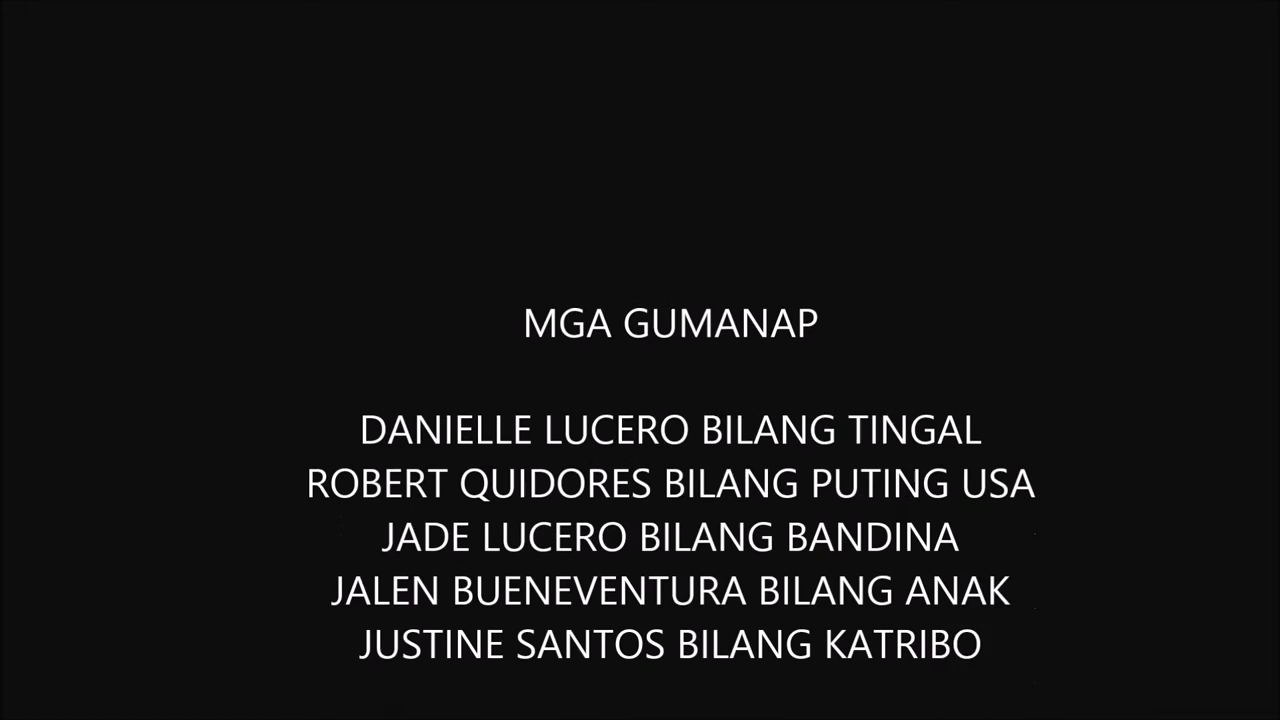 MGA GUMANAP
DANIELLE LUCERO BILANG TINGAL
ROBERT QUIDORES BILANG PUTING USA
JADE LUCERO BILANG BANDINA
JALEN BUENEVENTURA BILANG ANAK
JUSTINE SANTOS BILANG KATRIBO